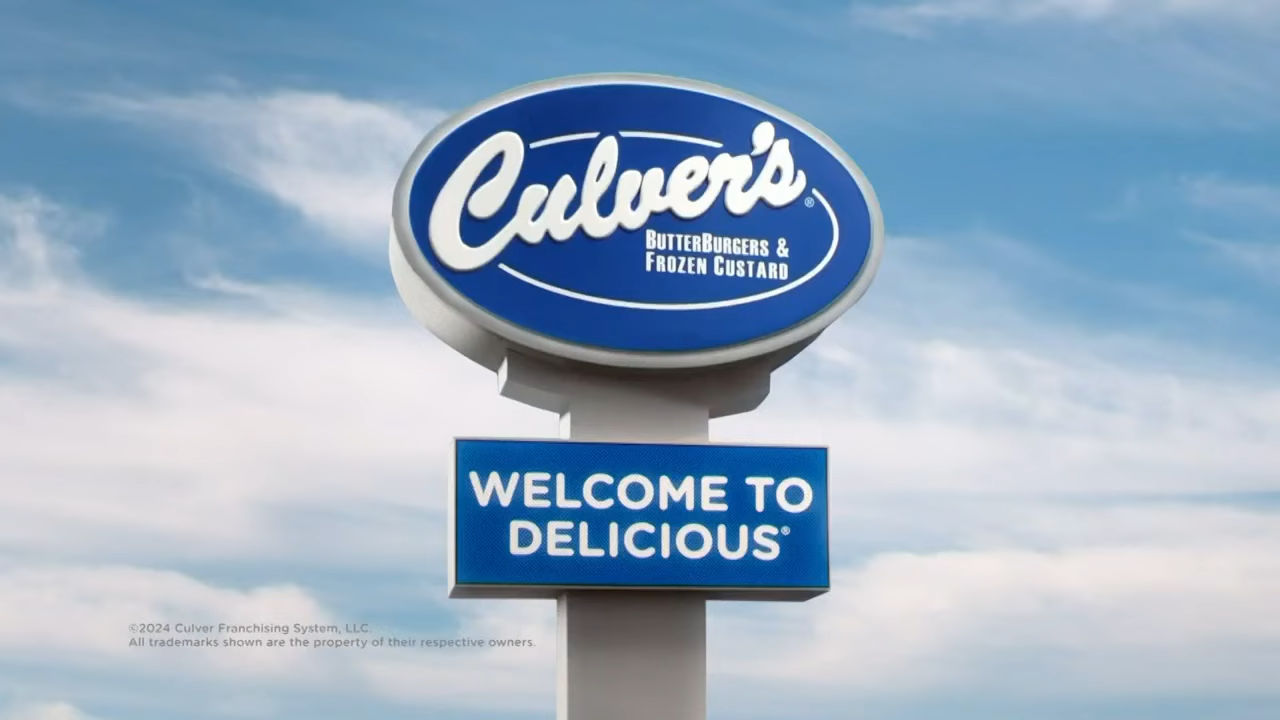 Culver's®
ButterBurgers &
Frozen Custard
WELCOME TO
DELICIOUS®
©2024 Culver Franchising System, LLC.
All trademarks shown are the property of their respective owners.